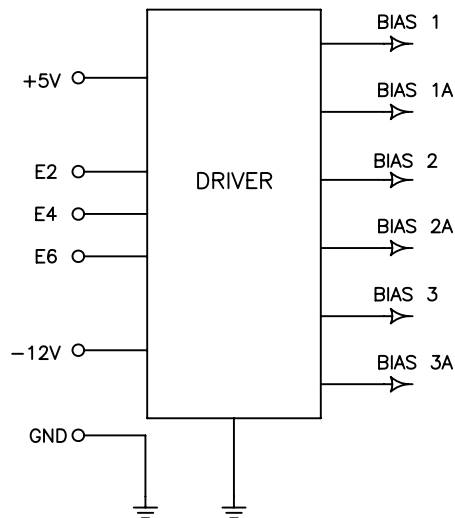 BIAS 1
+5V
BIAS 1A
E2
BIAS 2
DRIVER
E4
BIAS 2A
E6
BIAS 3
-12V
BIAS 3A
GND